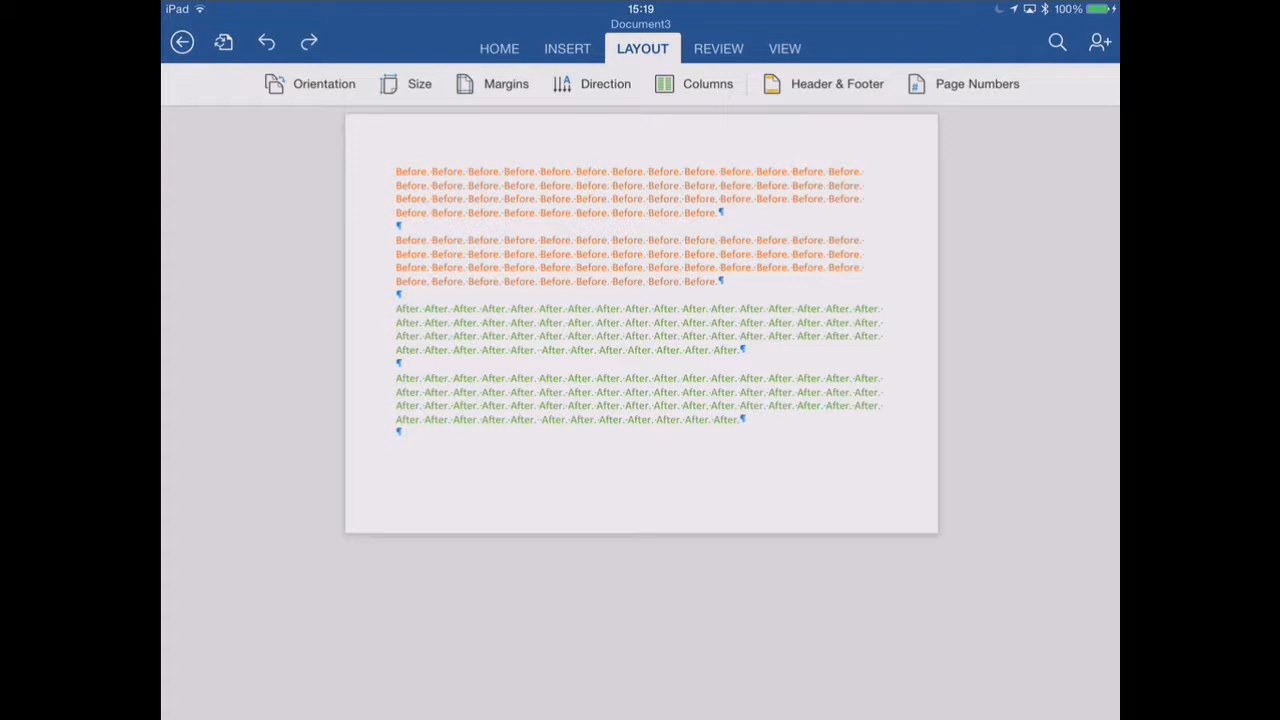 iPad
15:19
100%
Document3
HOME INSERT LAYOUT REVIEW VIEW
Orientation Size Margins Direction Columns Header & Footer Page Numbers
Before. Before. Before. Before. Before. Before. Before. Before. Before. Before. Before. Before. Before.
Before. Before. Before. Before. Before. Before. Before. Before. Before. Before. Before. Before. Before.
Before. Before. Before. Before. Before. Before. Before. Before. Before. Before. Before. Before. Before.
Before. Before. Before. Before. Before. Before. Before. Before. Before.¶
¶
Before. Before. Before. Before. Before. Before. Before. Before. Before. Before. Before. Before. Before.
Before. Before. Before. Before. Before. Before. Before. Before. Before. Before. Before. Before. Before.
Before. Before. Before. Before. Before. Before. Before. Before. Before. Before. Before. Before. Before.
Before. Before. Before. Before. Before. Before. Before. Before. Before.¶
¶
After. After. After. After. After. After. After. After. After. After. After. After. After. After. After. After. After.
After. After. After. After. After. After. After. After. After. After. After. After. After. After. After. After. After.
After. After. After. After. After. After. After. After. After. After. After. After. After. After. After. After. After.
After. After. After. After. After. After. After. After. After. After. After. After.¶
¶
After. After. After. After. After. After. After. After. After. After. After. After. After. After. After. After. After.
After. After. After. After. After. After. After. After. After. After. After. After. After. After. After. After. After.
After. After. After. After. After. After. After. After. After. After. After. After. After. After. After. After. After.
After. After. After. After. After. After. After. After. After. After. After. After.¶
¶